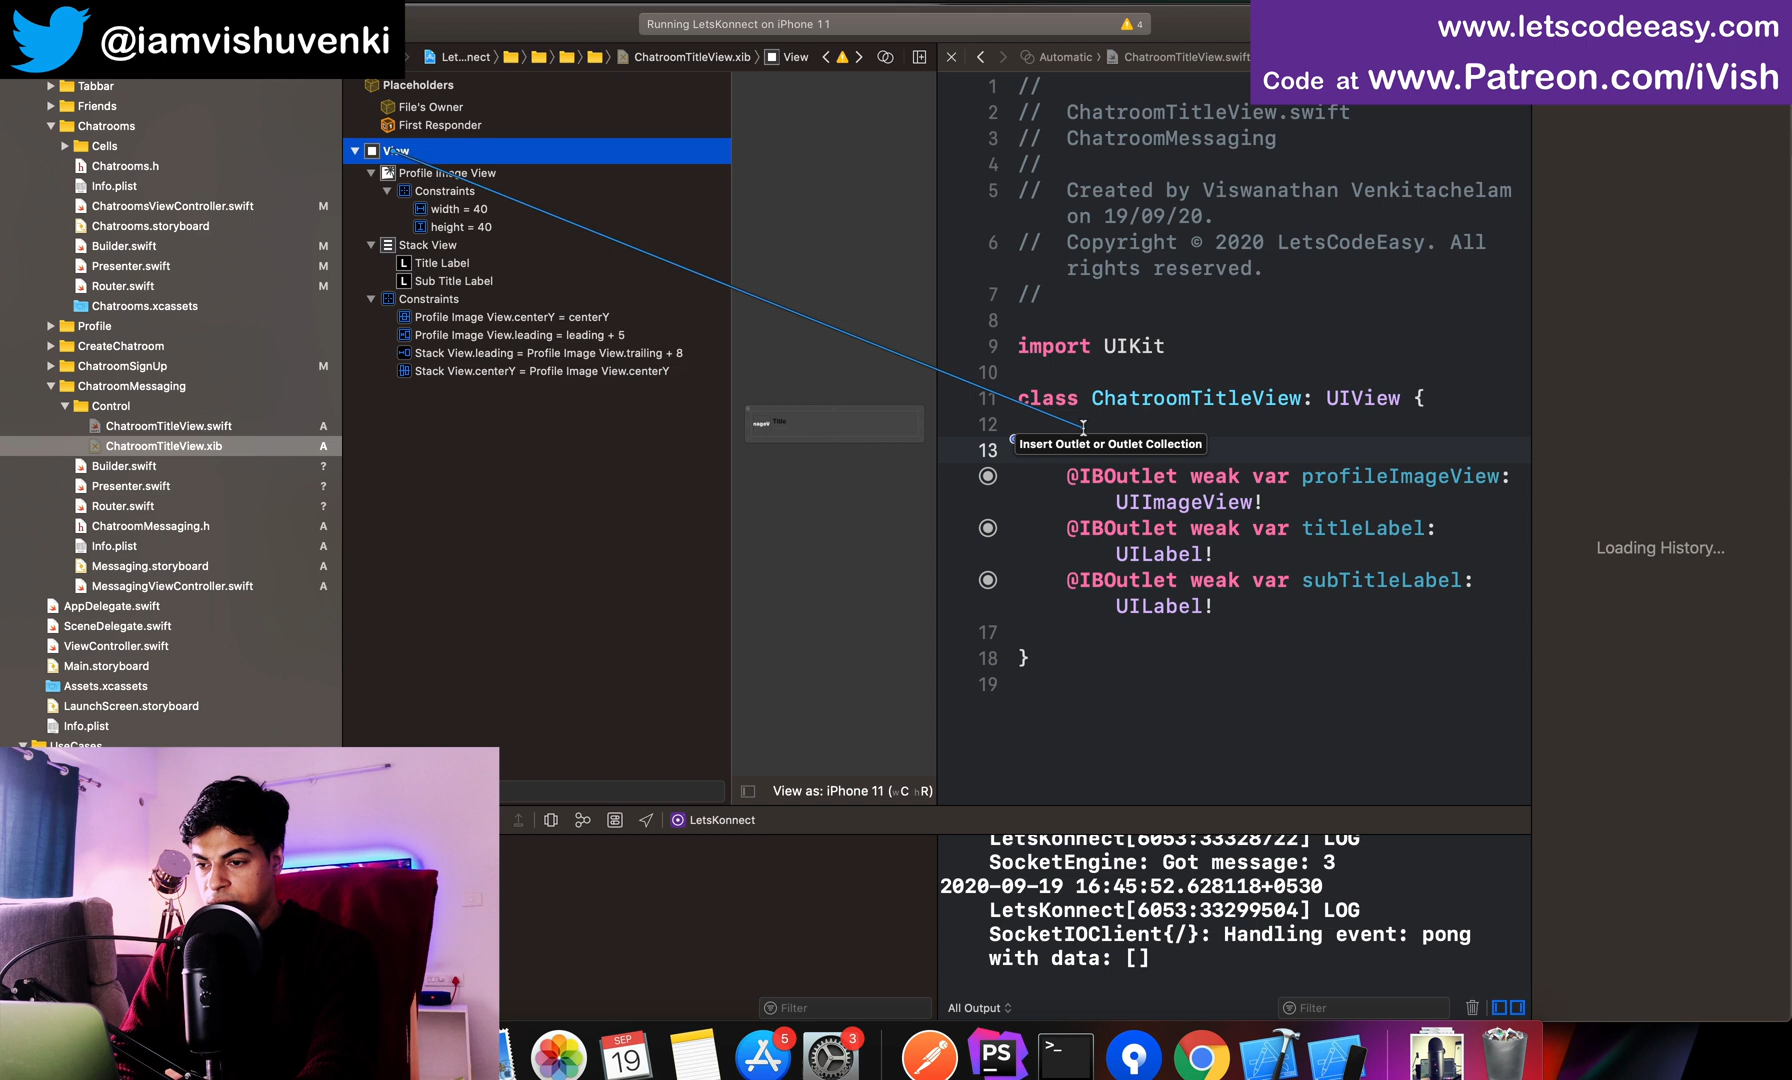 @iamvishuvenki
Running LetsKonnect on iPhone 11
4
www.letscodeeasy.com
Code at www.Patreon.com/iVish
Let...nect
ChatroomTitleView.xib
View
Automatic
ChatroomTitleView.swift
Tabbar
Friends
Chatrooms
Cells
Chatrooms.h
Info.plist
ChatroomsViewController.swift M
Chatrooms.storyboard
Builder.swift M
Presenter.swift M
Router.swift M
Chatrooms.xcassets
Profile
CreateChatroom
ChatroomSignUp M
ChatroomMessaging
Control
ChatroomTitleView.swift A
ChatroomTitleView.xib A
Builder.swift ?
Presenter.swift ?
Router.swift ?
ChatroomMessaging.h A
Info.plist A
Messaging.storyboard A
MessagingViewController.swift A
AppDelegate.swift
SceneDelegate.swift
ViewController.swift
Main.storyboard
Assets.xcassets
LaunchScreen.storyboard
Info.plist
UseCases
Placeholders
File's Owner
First Responder
View
Profile Image View
Constraints
width = 40
height = 40
Stack View
L Title Label
L Sub Title Label
Constraints
Profile Image View.centerY = centerY
Profile Image View.leading = leading + 5
Stack View.leading = Profile Image View.trailing + 8
Stack View.centerY = Profile Image View.centerY
nageV Title
View as: iPhone 11 (wC hR)
1 //
2 // ChatroomTitleView.swift
3 // ChatroomMessaging
4 //
5 // Created by Viswanathan Venkitachelam
on 19/09/20.
6 // Copyright © 2020 LetsCodeEasy. All
rights reserved.
7 //
8
9 import UIKit
10
11 class ChatroomTitleView: UIView {
12
Insert Outlet or Outlet Collection
13
@IBOutlet weak var profileImageView:
UIImageView!
@IBOutlet weak var titleLabel:
UILabel!
@IBOutlet weak var subTitleLabel:
UILabel!
17
18 }
19
Loading History...
LetsKonnect
LetsKonnect[6053:33328722] LOG
SocketEngine: Got message: 3
2020-09-19 16:45:52.628118+0530
LetsKonnect[6053:33299504] LOG
SocketIOClient{/}: Handling event: pong
with data: []
Filter
All Output
Filter
SEP
19
5
3
PS
>_